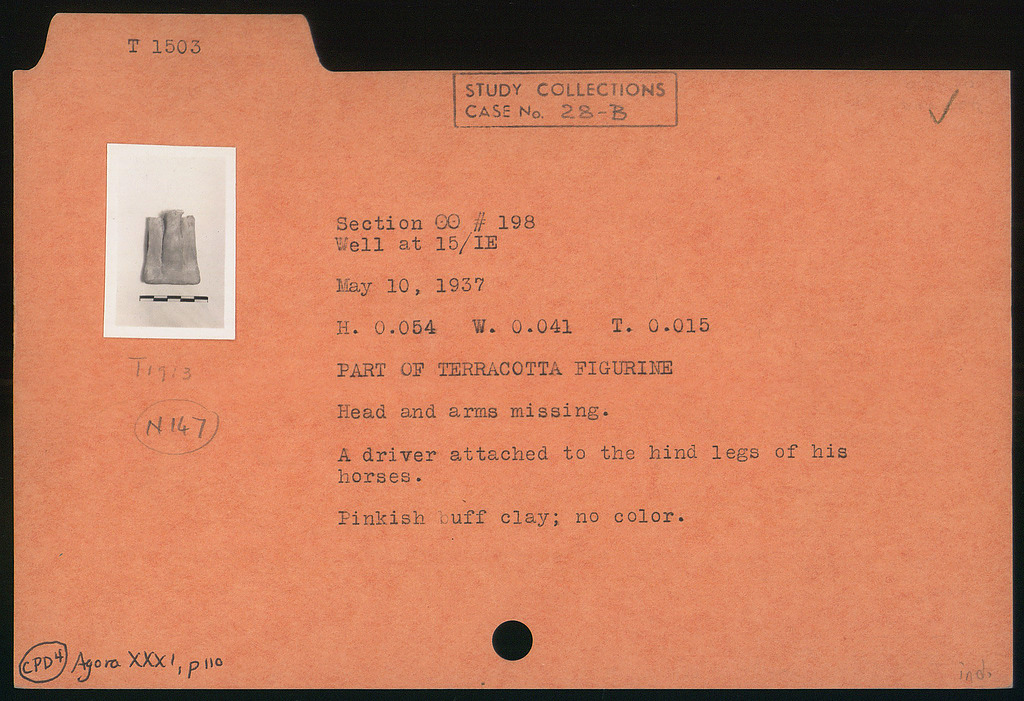 T 1503
STUDY COLLECTIONS
CASE No. 28-B
Section OO # 198
Well at 15/IE
May 10, 1937
H. 0.054 W. 0.041 T. 0.015
PART OF TERRACOTTA FIGURINE
Head and arms missing.
A driver attached to the hind legs of his
horses.
Pinkish buff clay; no color.
N 147
CPD4 Agora XXXI, p110